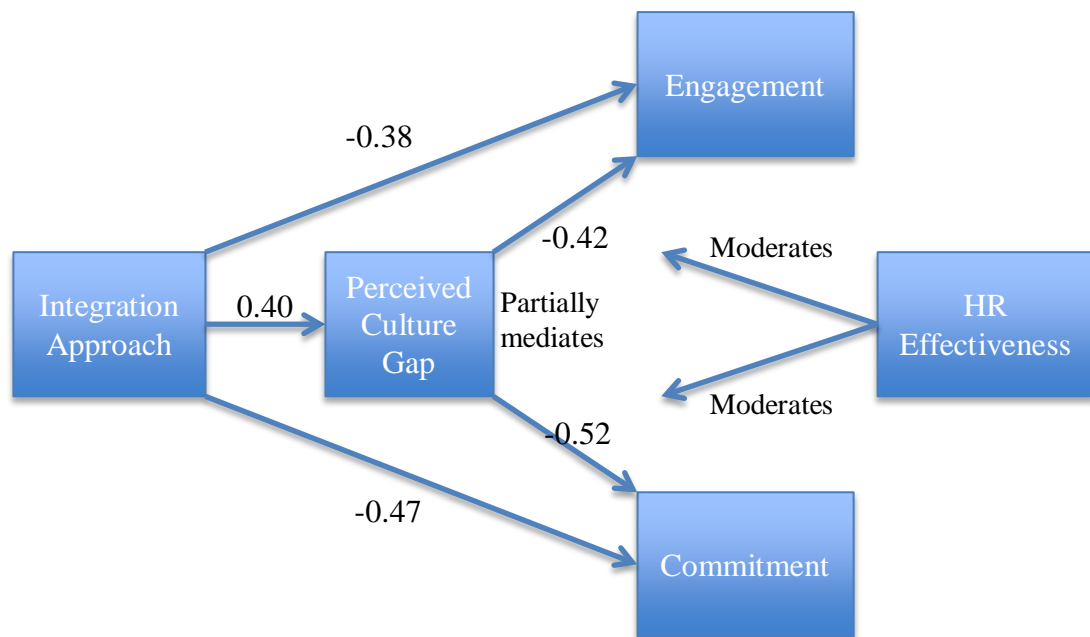 Engagement
-0.38
-0.42
Moderates
Integration
Approach
0.40
Perceived
Culture
Gap
Partially
mediates
HR
Effectiveness
Moderates
-0.52
-0.47
Commitment